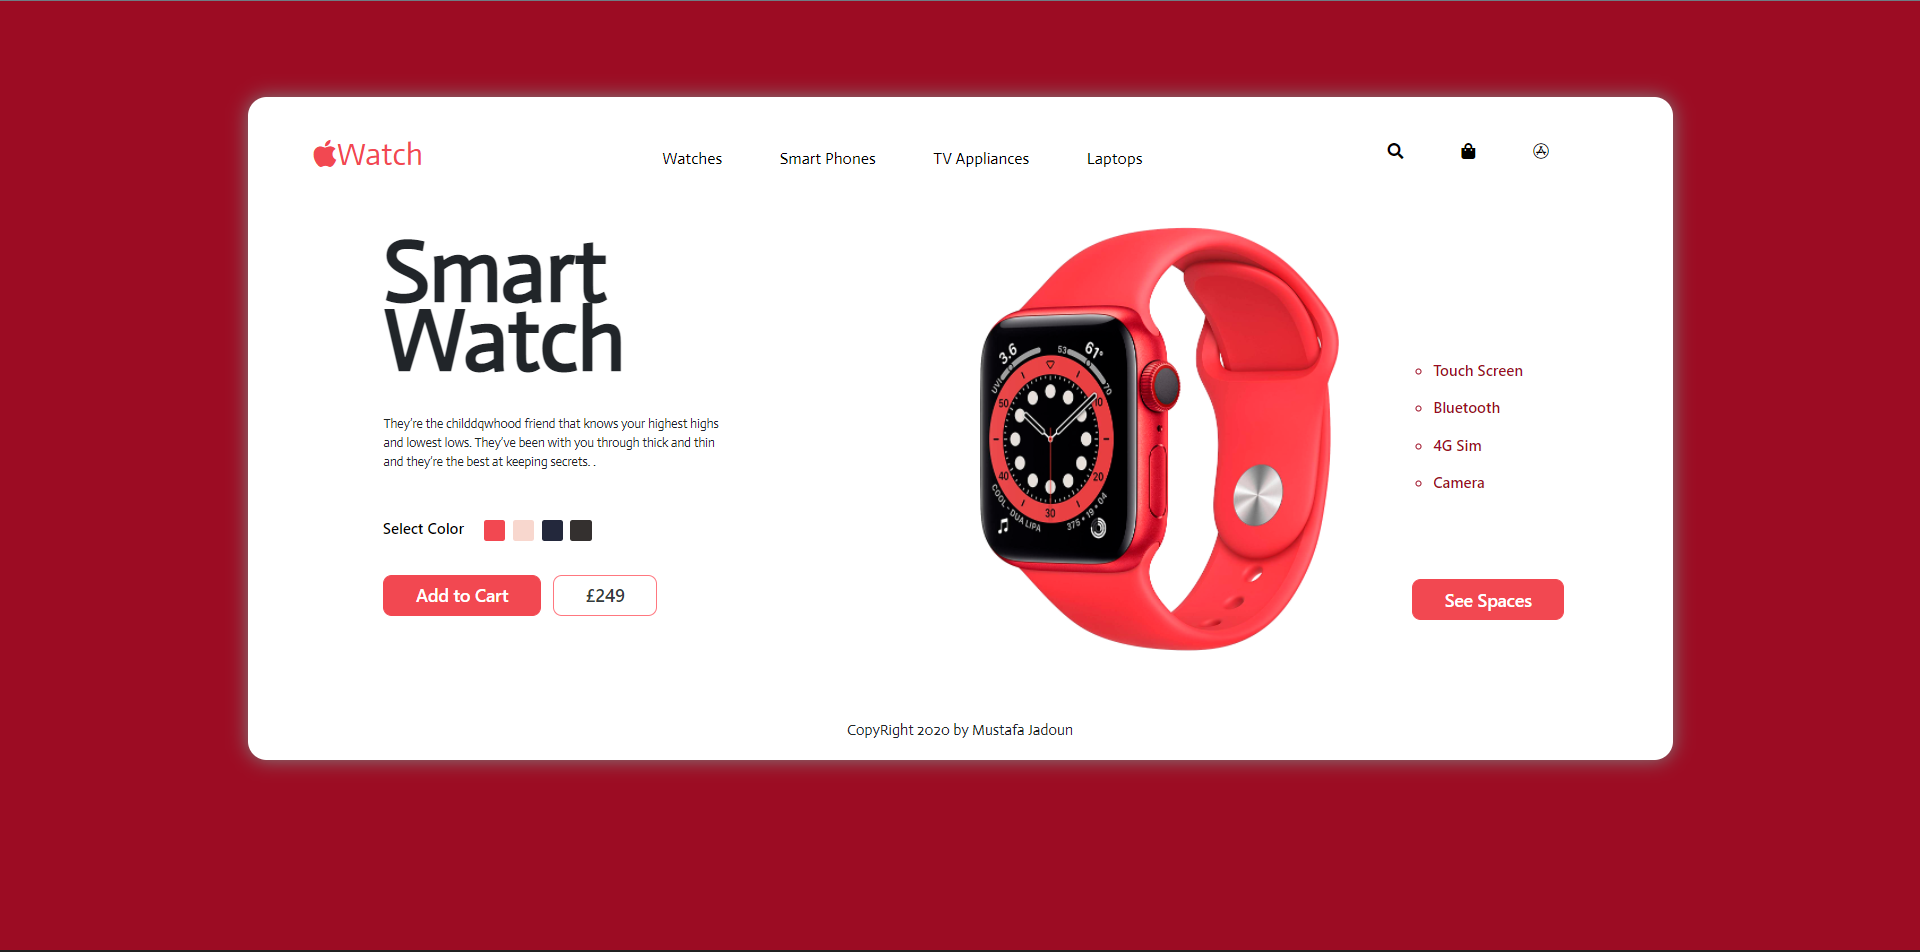 Watch
Watches Smart Phones TV Appliances Laptops
Smart
Watch
They're the childdqwhood friend that knows your highest highs
and lowest lows. They've been with you through thick and thin
and they're the best at keeping secrets. .
Select Color
Add to Cart £249
3.6 53 61°
UVI 70
50 10
40 20
30
COOL - DUA LIPA 375 • 19 • 04
Touch Screen
Bluetooth
4G Sim
Camera
See Spaces
CopyRight 2020 by Mustafa Jadoun